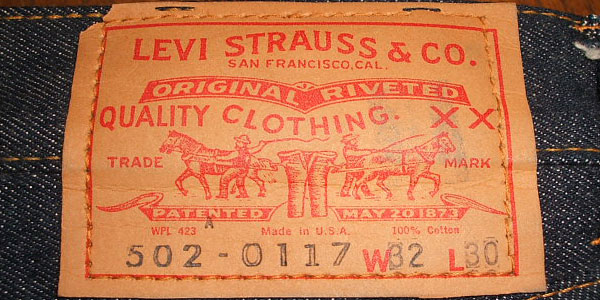 LEVI STRAUSS & CO.
SAN FRANCISCO, CAL.
ORIGINAL RIVETED
QUALITY CLOTHING. XX
TRADE MARK
PATENTED MAY 20 1873
WPL 423 A Made in U.S.A. 100% Cotton
502-0117 W32 L30